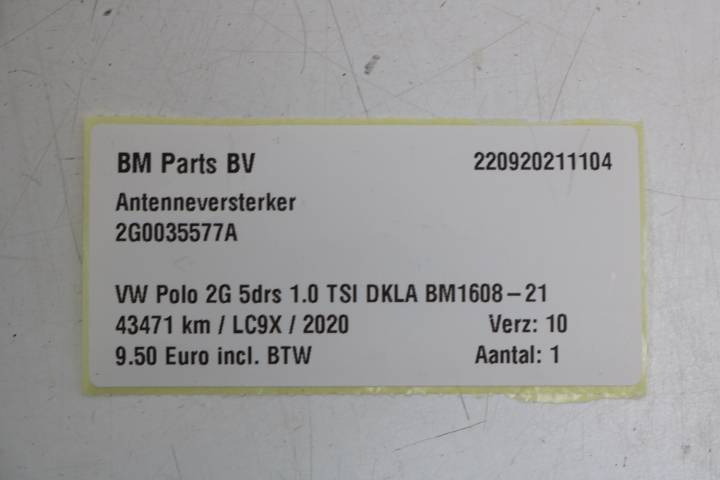 BM Parts BV 220920211104
Antenneversterker
2G0035577A
VW Polo 2G 5drs 1.0 TSI DKLA BM1608-21
43471 km / LC9X / 2020 Verz: 10
9.50 Euro incl. BTW Aantal: 1